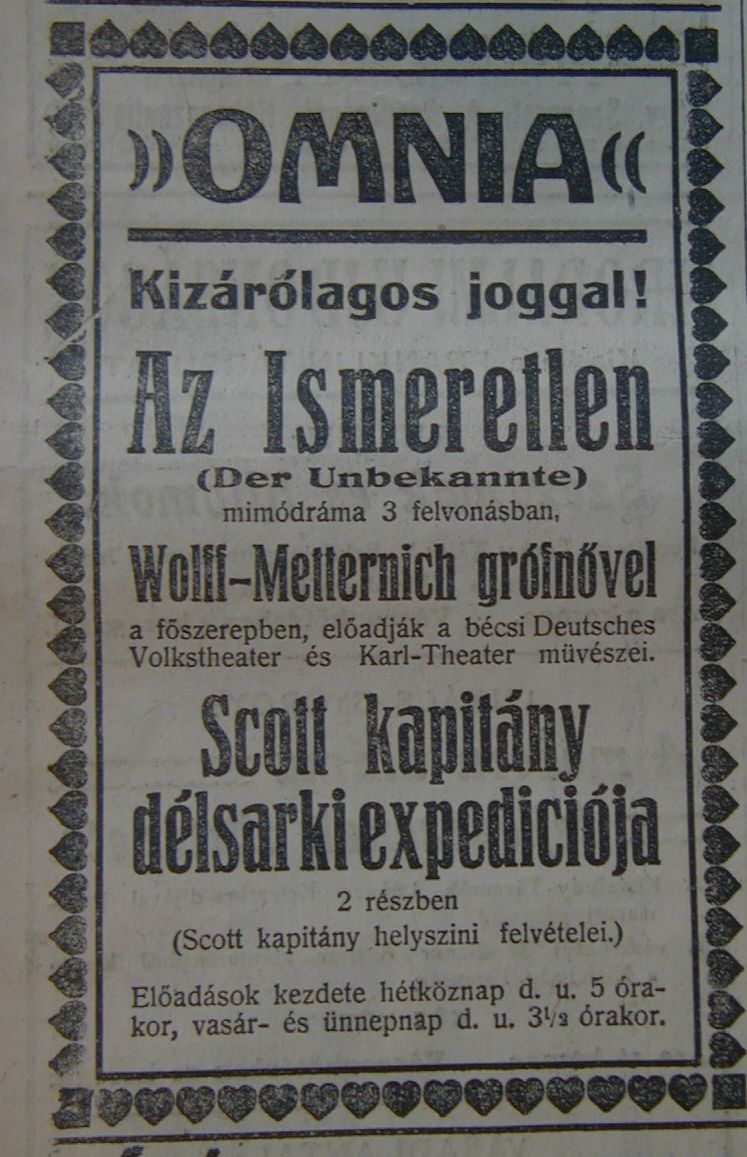 »OMNIA«
Kizárólagos joggal!
Az Ismeretlen
(Der Unbekannte)
mimódráma 3 felvonásban,
Wolff-Metternich grófnővel
a főszerepben, előadják a bécsi Deutsches
Volkstheater és Karl-Theater müvészei.
Scott kapitány
délsarki expediciója
2 részben
(Scott kapitány helyszini felvételei.)
Előadások kezdete hétköznap d. u. 5 óra-
kor, vasár- és ünnepnap d. u. 3½ órakor.